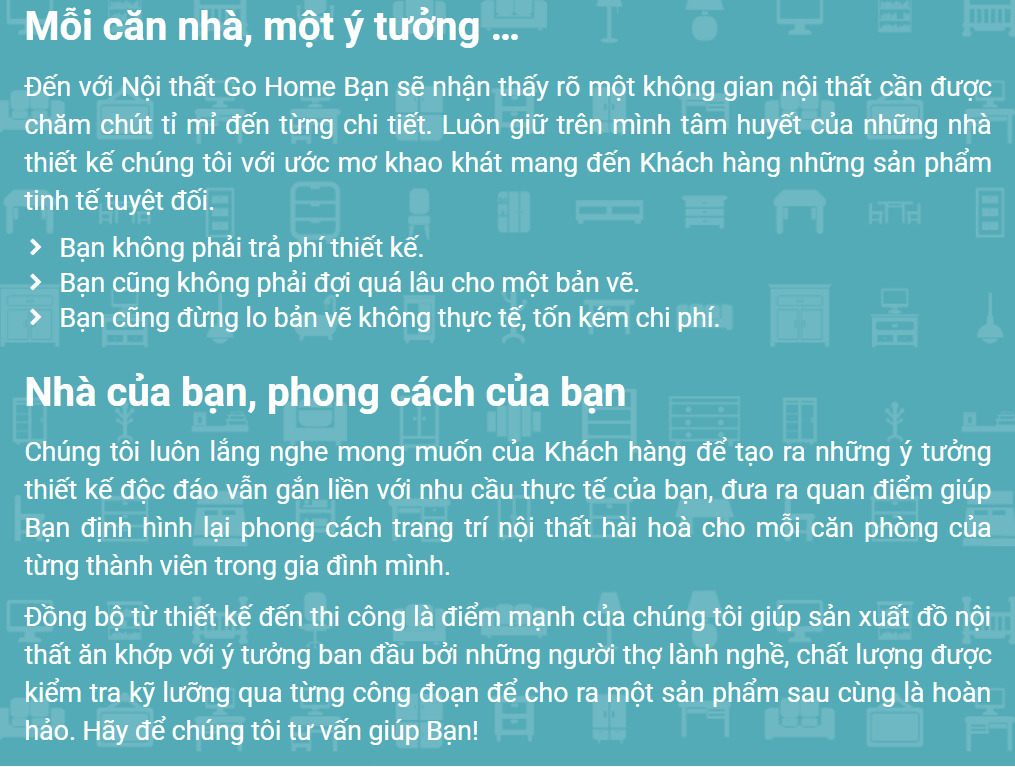 Mỗi căn nhà, một ý tưởng ...
Đến với Nội thất Go Home Bạn sẽ nhận thấy rõ một không gian nội thất cần được
chăm chút tỉ mỉ đến từng chi tiết. Luôn giữ trên mình tâm huyết của những nhà
thiết kế chúng tôi với ước mơ khao khát mang đến Khách hàng những sản phẩm
tinh tế tuyệt đối.
Bạn không phải trả phí thiết kế.
Bạn cũng không phải đợi quá lâu cho một bản vẽ.
Bạn cũng đừng lo bản vẽ không thực tế, tốn kém chi phí.
Nhà của bạn, phong cách của bạn
Chúng tôi luôn lắng nghe mong muốn của Khách hàng để tạo ra những ý tưởng
thiết kế độc đáo vẫn gắn liền với nhu cầu thực tế của bạn, đưa ra quan điểm giúp
Bạn định hình lại phong cách trang trí nội thất hài hoà cho mỗi căn phòng của
từng thành viên trong gia đình mình.
Đồng bộ từ thiết kế đến thi công là điểm mạnh của chúng tôi giúp sản xuất đồ nội
thất ăn khớp với ý tưởng ban đầu bởi những người thợ lành nghề, chất lượng được
kiểm tra kỹ lưỡng qua từng công đoạn để cho ra một sản phẩm sau cùng là hoàn
hảo. Hãy để chúng tôi tư vấn giúp Bạn!